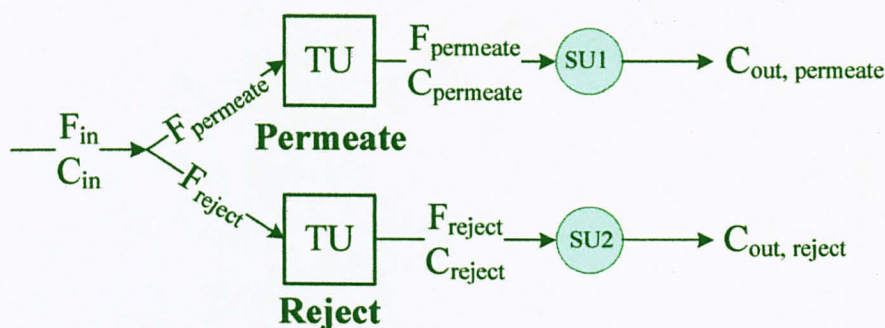 F_in
C_in
F_permeate
F_reject
TU
Permeate
F_permeate
C_permeate
SU1
C_out, permeate
TU
Reject
F_reject
C_reject
SU2
C_out, reject